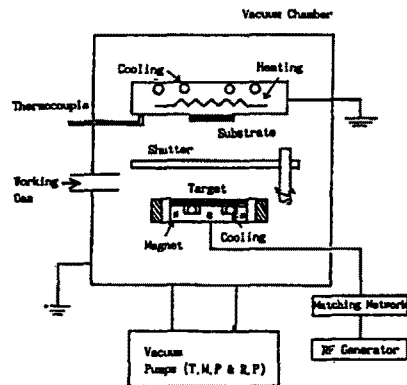 Vacuum Chamber
Cooling
Heating
Thermocouple
Substrate
Shutter
Working
Gas
Target
Magnet
Cooling
Matching Network
RF Generator
Vacuum
Pumps (T.M.P & R.P)